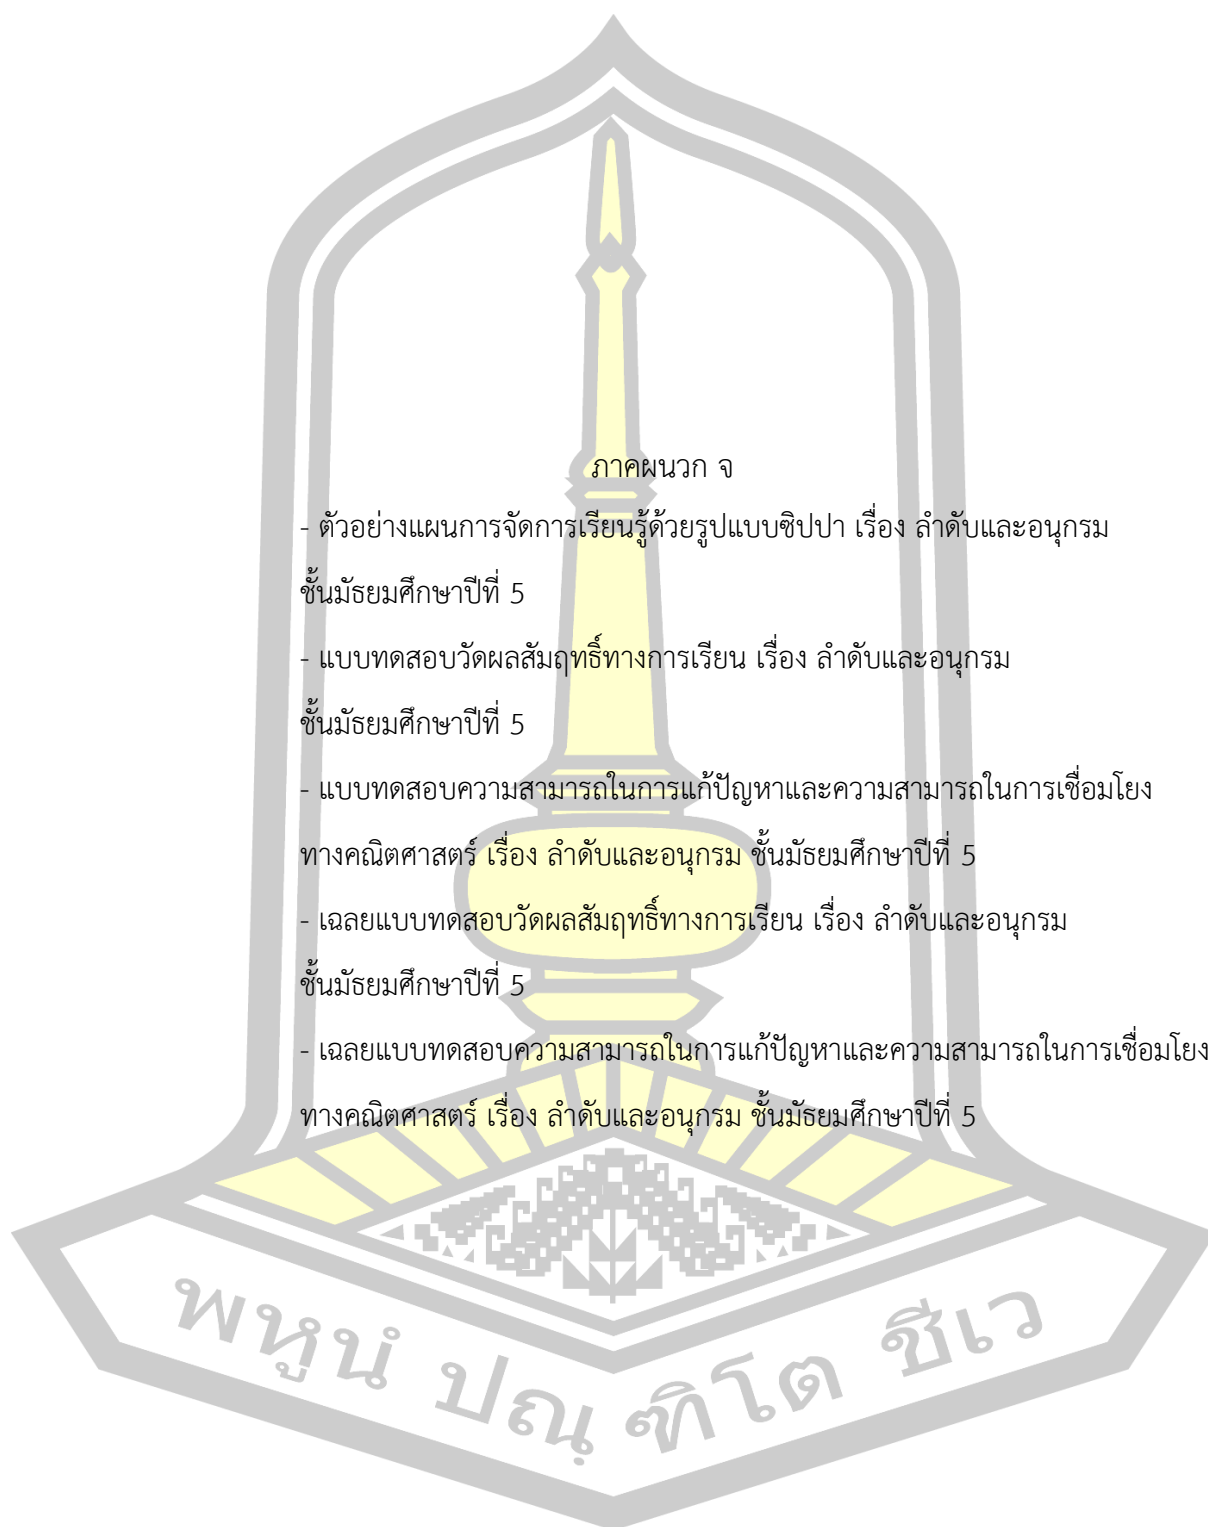 ภาคผนวก จ
- ตัวอย่างแผนการจัดการเรียนรู้ด้วยรูปแบบซิปปา เรื่อง ลำดับและอนุกรม
ชั้นมัธยมศึกษาปีที่ 5
- แบบทดสอบวัดผลสัมฤทธิ์ทางการเรียน เรื่อง ลำดับและอนุกรม
ชั้นมัธยมศึกษาปีที่ 5
- แบบทดสอบความสามารถในการแก้ปัญหาและความสามารถในการเชื่อมโยง
ทางคณิตศาสตร์ เรื่อง ลำดับและอนุกรม ชั้นมัธยมศึกษาปีที่ 5
- เฉลยแบบทดสอบวัดผลสัมฤทธิ์ทางการเรียน เรื่อง ลำดับและอนุกรม
ชั้นมัธยมศึกษาปีที่ 5
- เฉลยแบบทดสอบความสามารถในการแก้ปัญหาและความสามารถในการเชื่อมโยง
ทางคณิตศาสตร์ เรื่อง ลำดับและอนุกรม ชั้นมัธยมศึกษาปีที่ 5
พหูนํ ปณฺฑิโต ชีเว